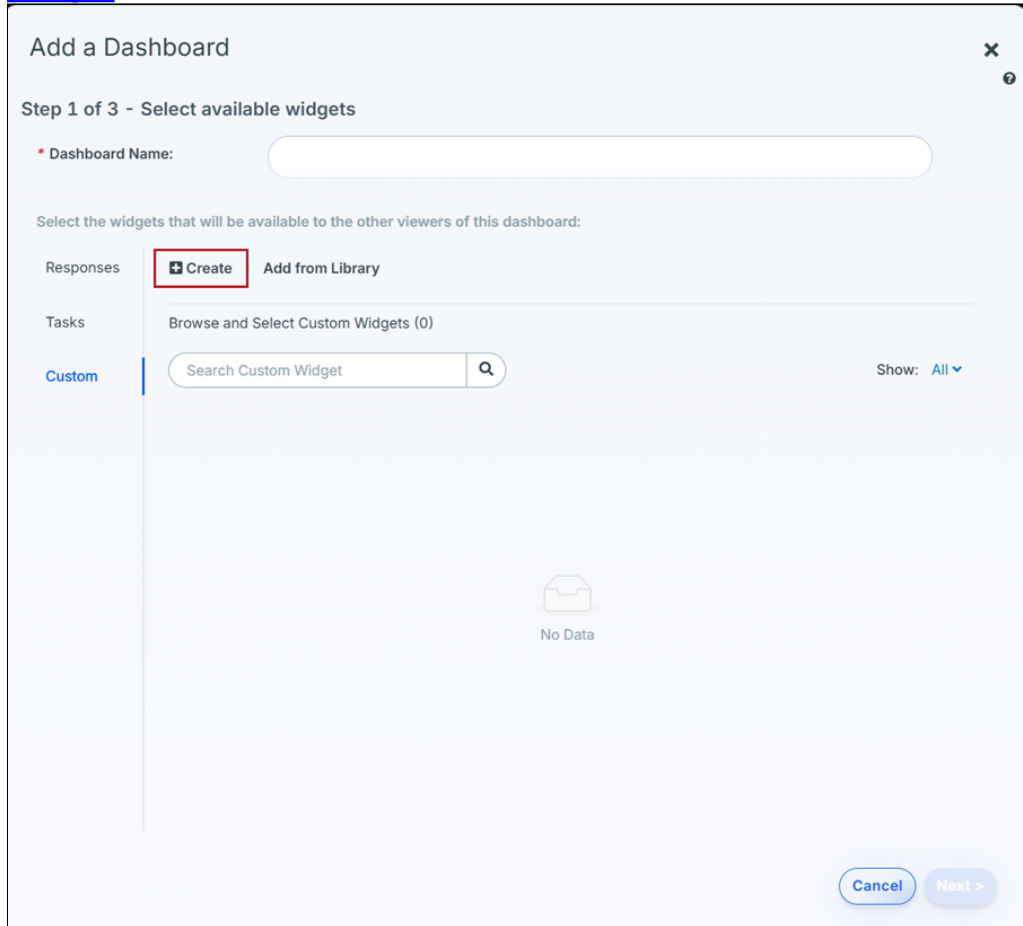 Add a Dashboard
Step 1 of 3 - Select available widgets
* Dashboard Name:
Select the widgets that will be available to the other viewers of this dashboard:
Responses
Create
Add from Library
Tasks
Browse and Select Custom Widgets (0)
Custom
Search Custom Widget
Show: All
No Data
Cancel
Next >